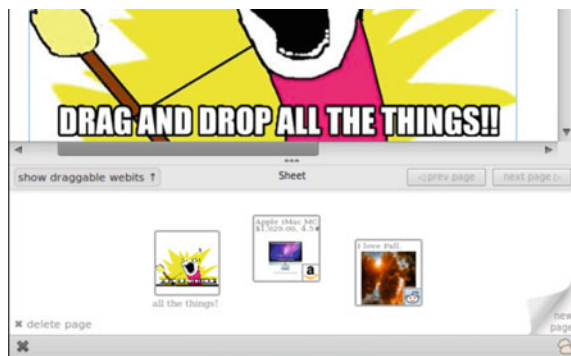 DRAG AND DROP ALL THE THINGS!!
show draggable webits ↑
Sheet
◁ prev page
next page ▷
Apple iMac MC
$1,029.00, 4.5
I love Fall.
all the things!
✖ delete page
new page